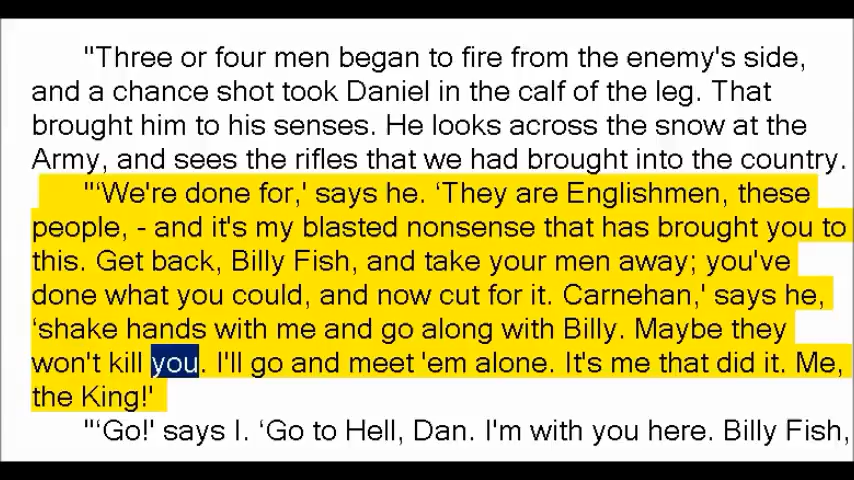 "Three or four men began to fire from the enemy's side,
and a chance shot took Daniel in the calf of the leg. That
brought him to his senses. He looks across the snow at the
Army, and sees the rifles that we had brought into the country.
"‘We're done for,' says he. ‘They are Englishmen, these
people, - and it's my blasted nonsense that has brought you to
this. Get back, Billy Fish, and take your men away; you've
done what you could, and now cut for it. Carnehan,' says he,
‘shake hands with me and go along with Billy. Maybe they
won't kill you. I'll go and meet 'em alone. It's me that did it. Me,
the King!'
"‘Go!' says I. ‘Go to Hell, Dan. I'm with you here. Billy Fish,